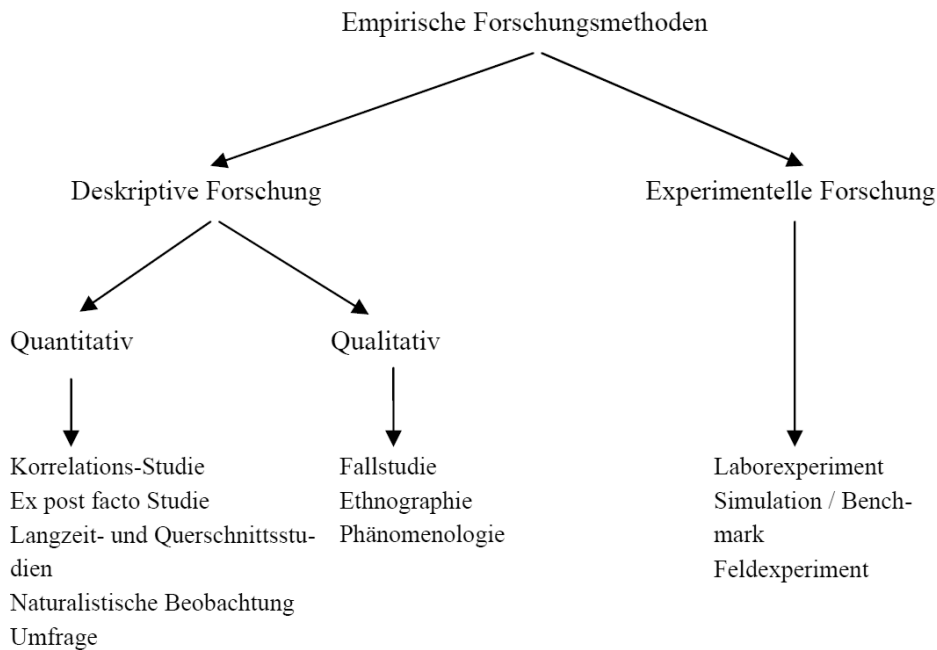 Empirische Forschungsmethoden
Deskriptive Forschung
Experimentelle Forschung
Quantitativ
Qualitativ
Korrelations-Studie
Ex post facto Studie
Langzeit- und Querschnittsstu-
dien
Naturalistische Beobachtung
Umfrage
Fallstudie
Ethnographie
Phänomenologie
Laborexperiment
Simulation / Bench-
mark
Feldexperiment